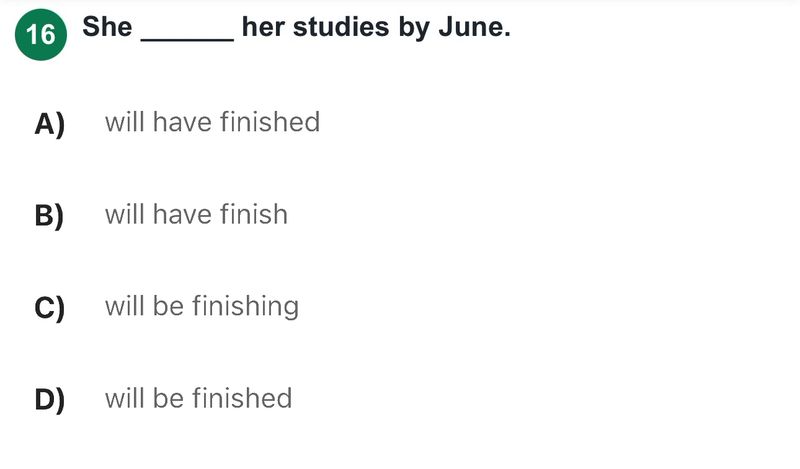 16 She ______ her studies by June.
A) will have finished
B) will have finish
C) will be finishing
D) will be finished